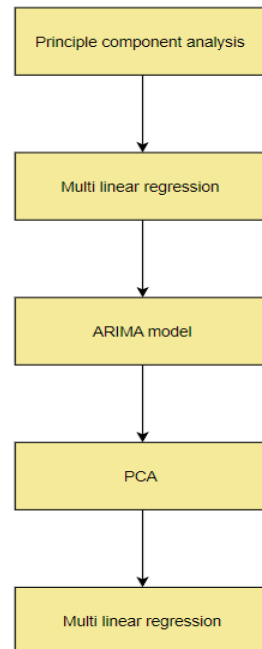 Principle component analysis
Multi linear regression
ARIMA model
PCA
Multi linear regression